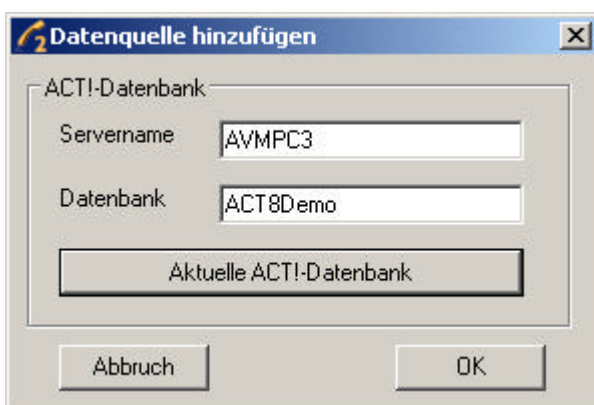 Datenquelle hinzufügen
ACT!-Datenbank
Servername AVMPC3
Datenbank ACT8Demo
Aktuelle ACT!-Datenbank
Abbruch OK